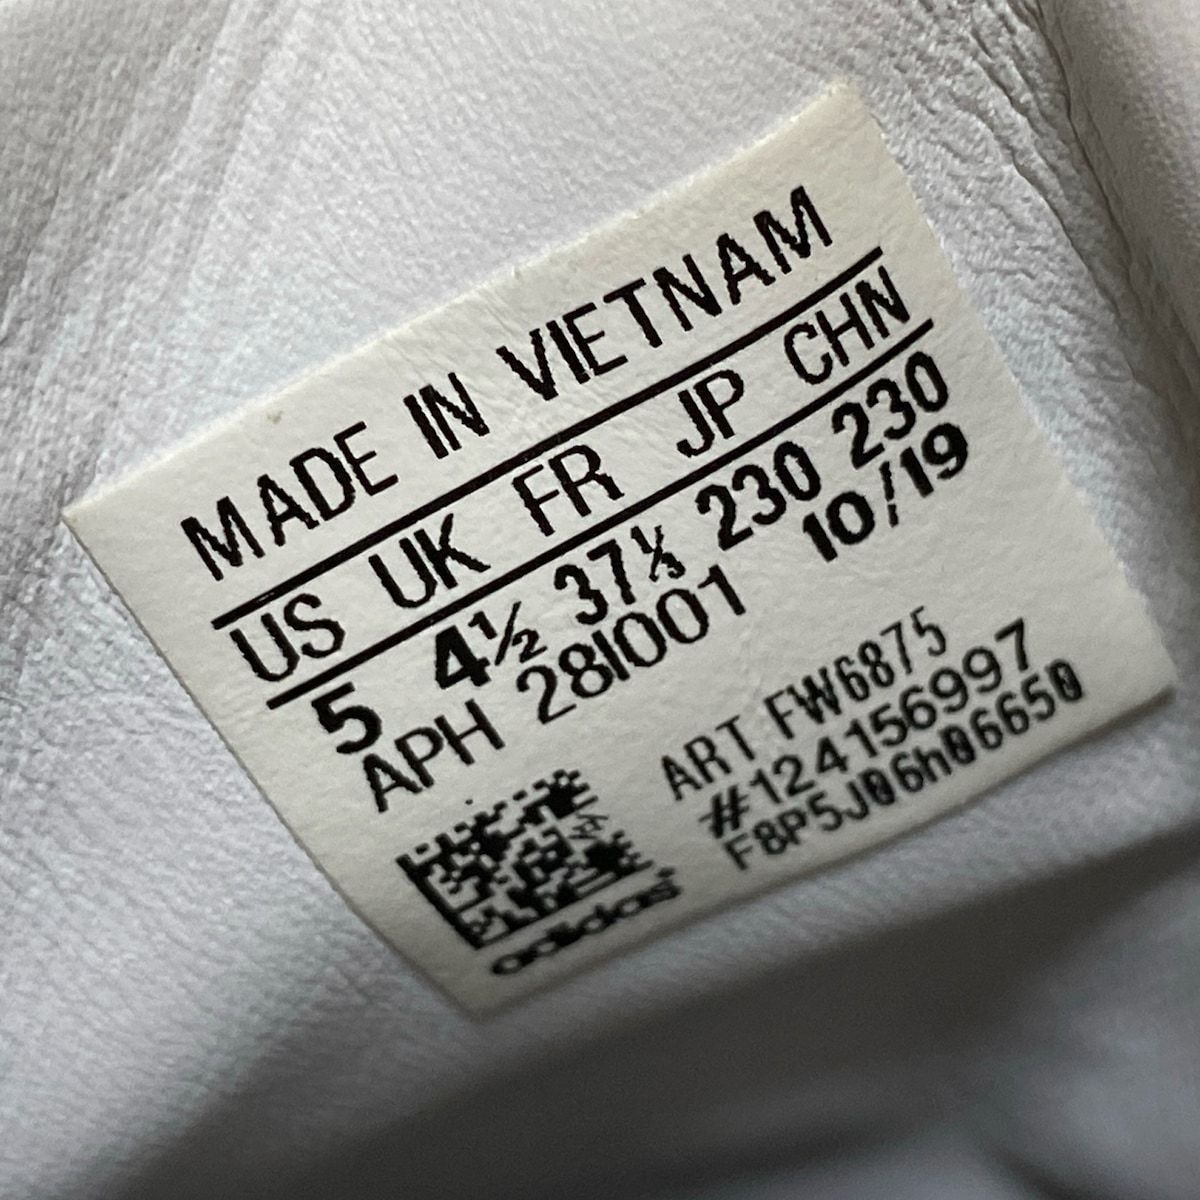 MADE IN VIETNAM
US UK FR JP CHN
5 4½ 37⅓ 230 230
APH 28I001 10/19
ART FW6875
#124156997
F8P5J06h06650
adidas